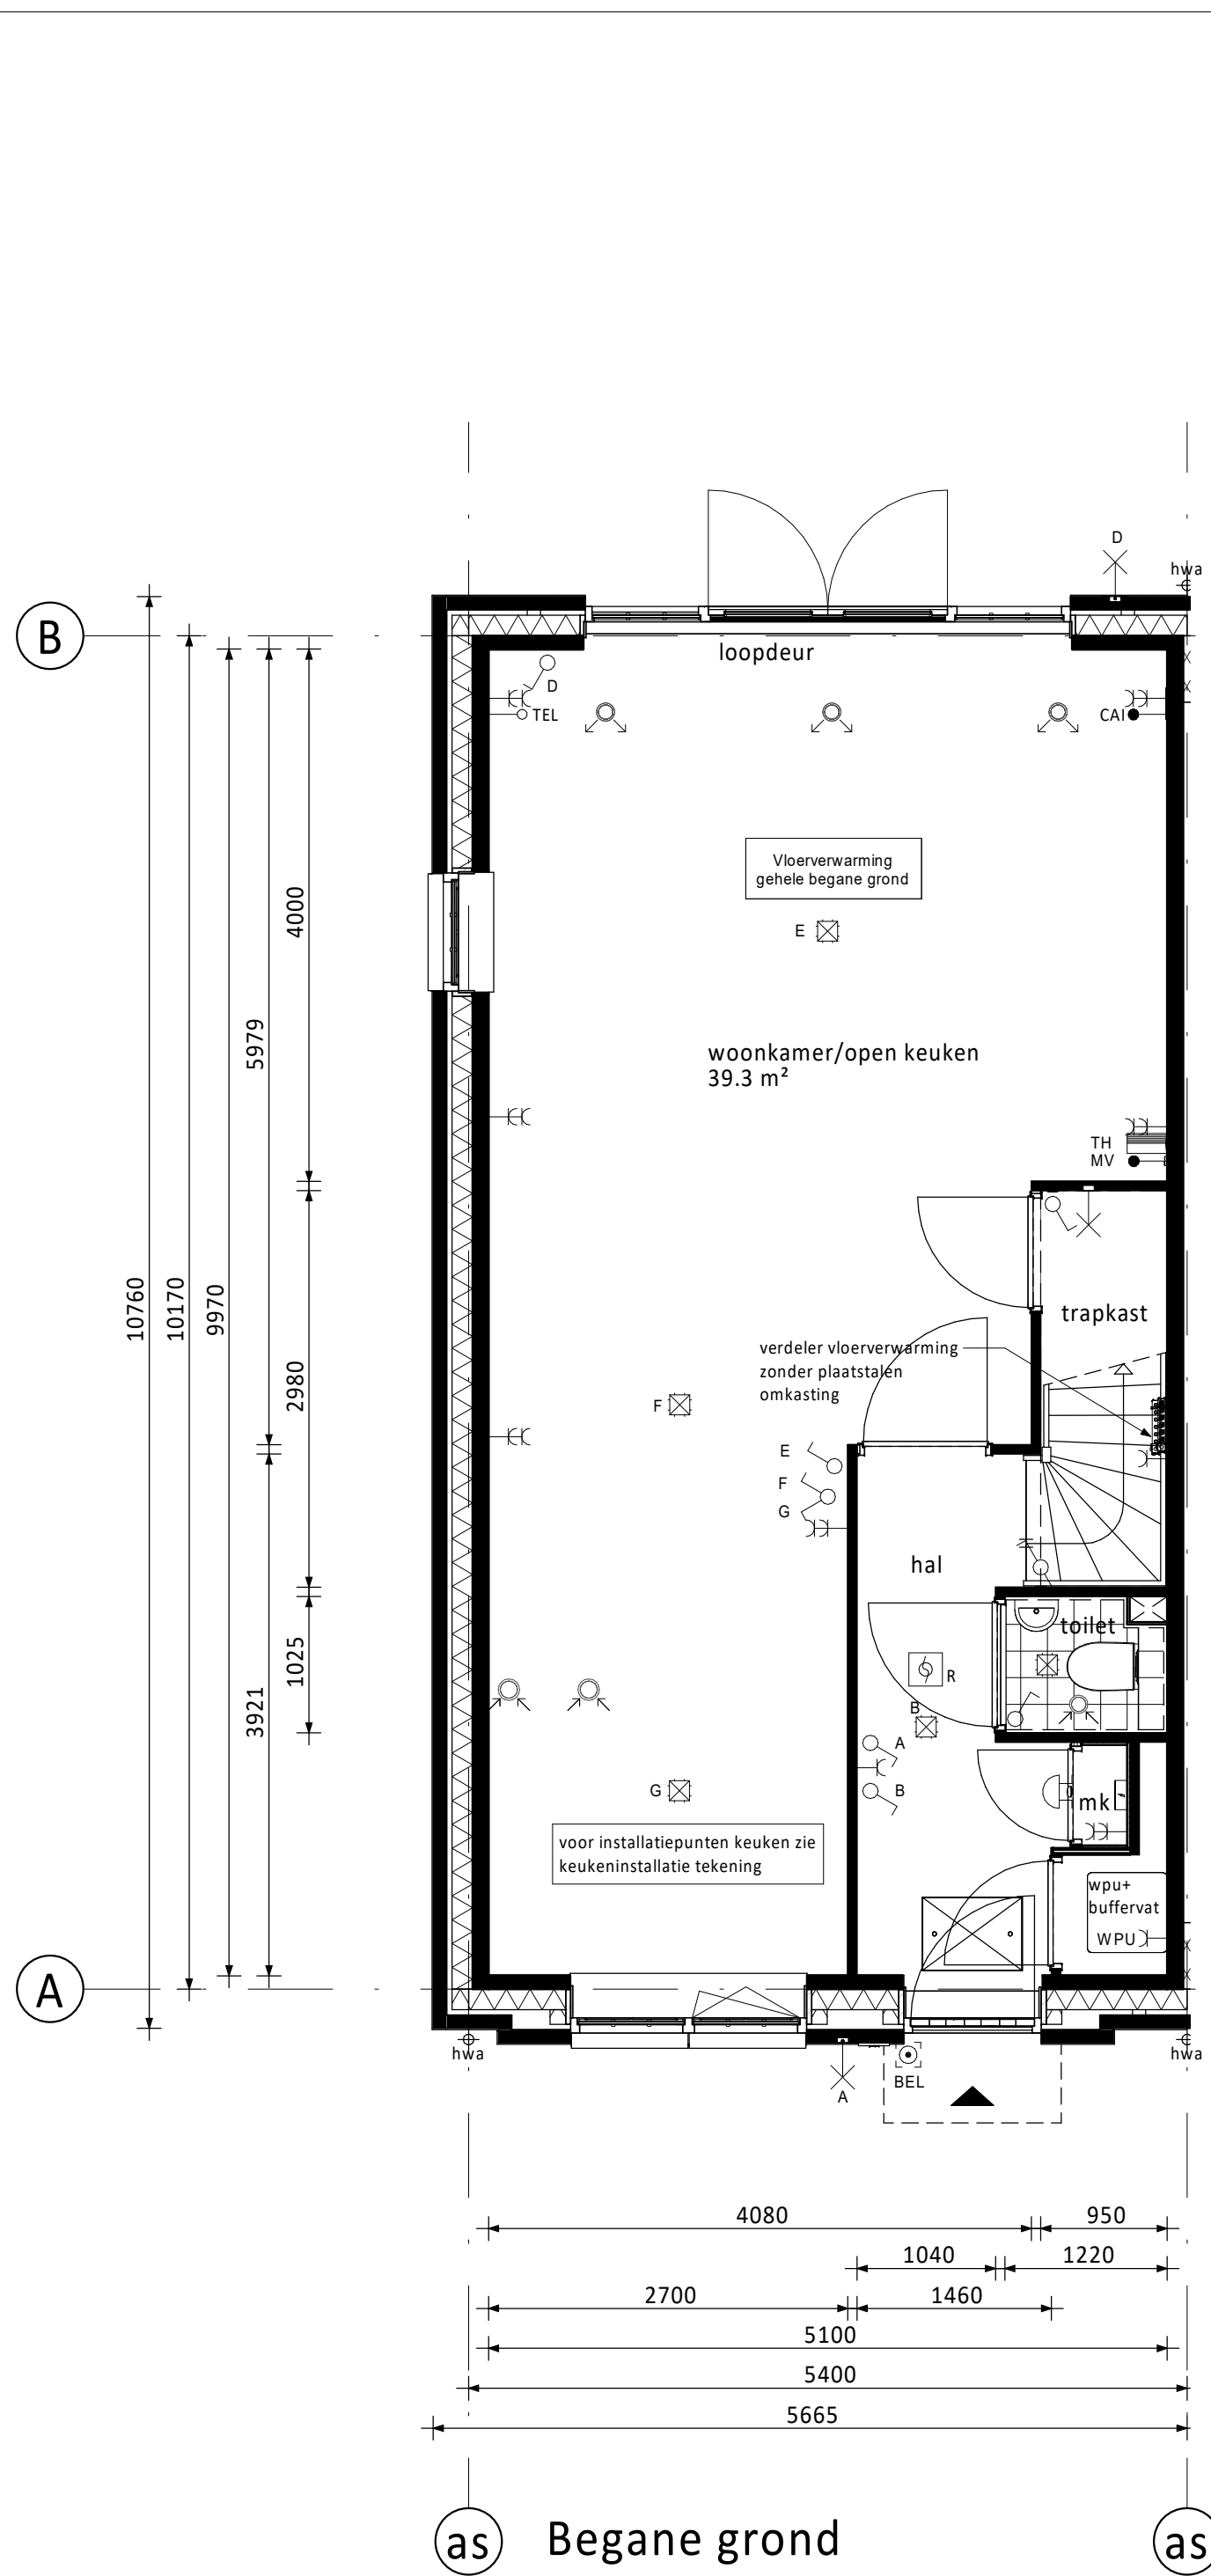 D
hwa
B
loopdeur
D
TEL
CAI
Vloerverwarming
gehele begane grond
E
4000
5979
woonkamer/open keuken
39.3 m²
TH
MV
10760
10170
9970
trapkast
verdeler vloerverwarming
zonder plaatstalen
omkasting
2980
F
E
F
G
hal
toilet
1025
3921
R
B
A
B
G
mk
voor installatiepunten keuken zie
keukeninstallatie tekening
wpu+
buffervat
WPU
A
hwa
hwa
BEL
A
4080
950
1040
1220
2700
1460
5100
5400
5665
as
Begane grond
as